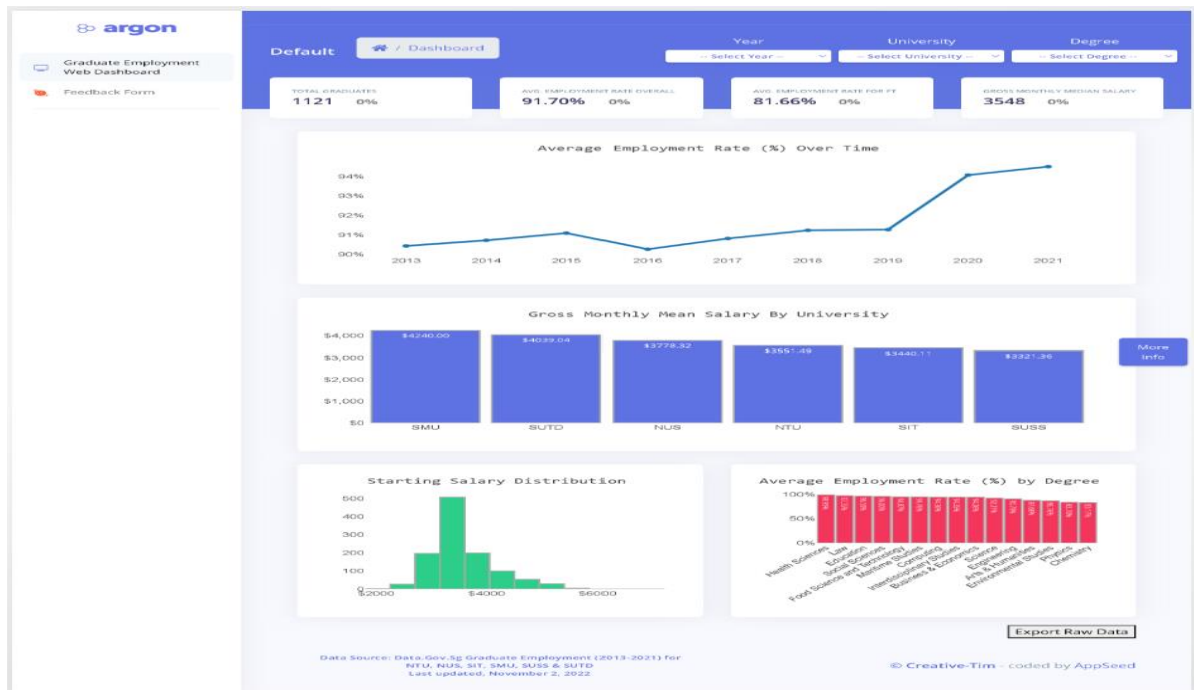 argon
Graduate Employment
Web Dashboard
Feedback Form
Default
/ Dashboard
Year
University
Degree
-- Select Year --
-- Select University --
-- Select Degree --
TOTAL GRADUATES
1121 0%
AVG. EMPLOYMENT RATE OVERALL
91.70% 0%
AVG. EMPLOYMENT RATE FOR FT
81.66% 0%
GROSS MONTHLY MEDIAN SALARY
3548 0%
Average Employment Rate (%) Over Time
94%
93%
92%
91%
90%
2013 2014 2015 2016 2017 2018 2019 2020 2021
Gross Monthly Mean Salary By University
$4,000
$3,000
$2,000
$1,000
$0
$4240.00
$4039.04
$3778.32
$3551.49
$3440.11
$3321.36
SMU SUTD NUS NTU SIT SUSS
More
Info
Starting Salary Distribution
500
400
300
200
100
0
$2000 $4000 $6000
Average Employment Rate (%) by Degree
100%
50%
0%
Health Sciences
Law
Education
Social Sciences
Food Science and Technology
Maritime Studies
Computing
Interdisciplinary Studies
Business & Economics
Science
Engineering
Arts & Humanities
Environmental Studies
Physics
Chemistry
Export Raw Data
Data Source: Data.Gov.Sg Graduate Employment (2013-2021) for
NTU, NUS, SIT, SMU, SUSS & SUTD
Last updated, November 2, 2022
© Creative-Tim - coded by AppSeed